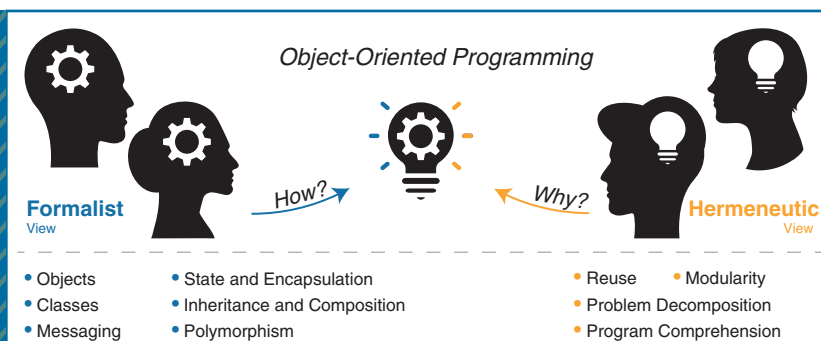 Object-Oriented Programming
How?
Why?
Formalist
View
Hermeneutic
View
• Objects
• Classes
• Messaging
• State and Encapsulation
• Inheritance and Composition
• Polymorphism
• Reuse • Modularity
• Problem Decomposition
• Program Comprehension